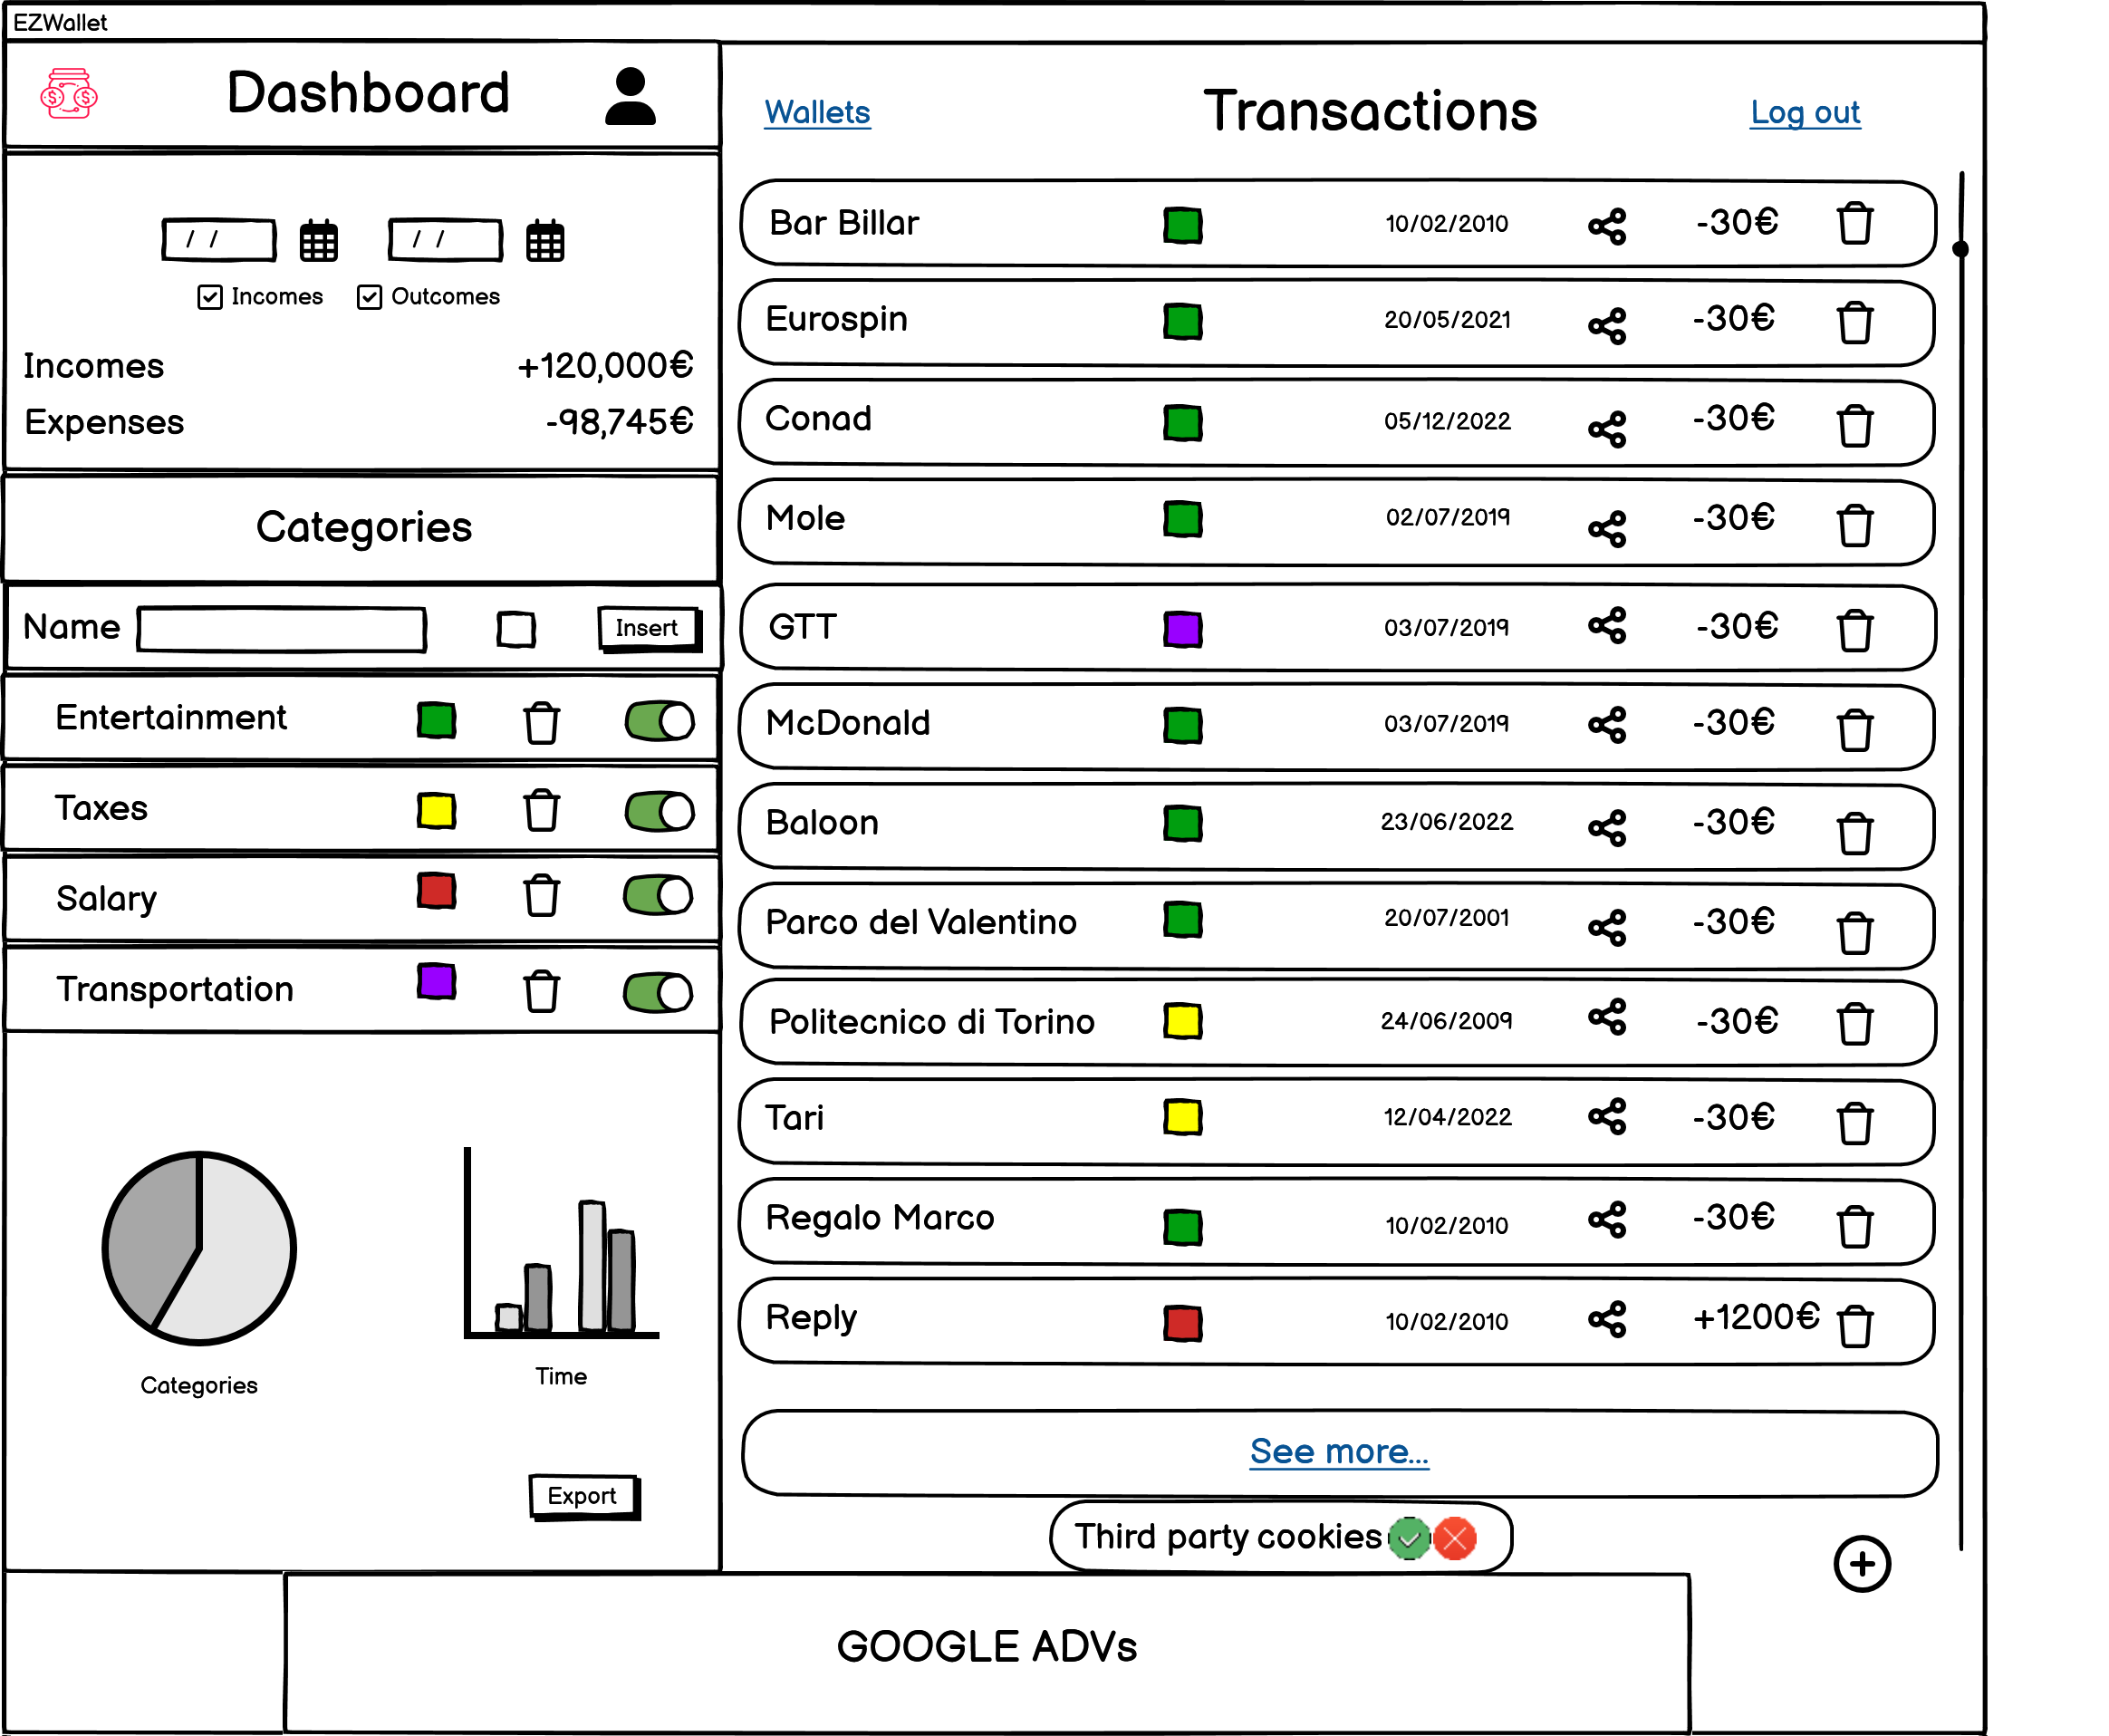 EZWallet
Dashboard
/ /
/ /
Incomes Outcomes
Incomes +120,000€
Expenses -98,745€
Categories
Name Insert
Entertainment
Taxes
Salary
Transportation
Categories
Time
Export
Wallets Transactions Log out
Bar Billar 10/02/2010 -30€
Eurospin 20/05/2021 -30€
Conad 05/12/2022 -30€
Mole 02/07/2019 -30€
GTT 03/07/2019 -30€
McDonald 03/07/2019 -30€
Baloon 23/06/2022 -30€
Parco del Valentino 20/07/2001 -30€
Politecnico di Torino 24/06/2009 -30€
Tari 12/04/2022 -30€
Regalo Marco 10/02/2010 -30€
Reply 10/02/2010 +1200€
See more...
Third party cookies
GOOGLE ADVs